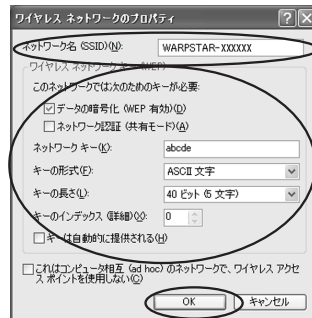 ワイヤレス ネットワークのプロパティ
ネットワーク名 (SSID)(N): WARPSTAR-XXXXXX
ワイヤレス ネットワーク キー (WEP)
このネットワークでは次のためのキーが必要:
データの暗号化 (WEP 有効)(D)
ネットワーク認証 (共有モード)(A)
ネットワーク キー(K): abcde
キーの形式(F): ASCII 文字
キーの長さ(L): 40 ビット (5 文字)
キーのインデックス (詳細)(X): 0
キーは自動的に提供される(H)
これはコンピュータ相互 (ad hoc) のネットワークで、ワイヤレス アクセ
ス ポイントを使用しない(C)
OK キャンセル